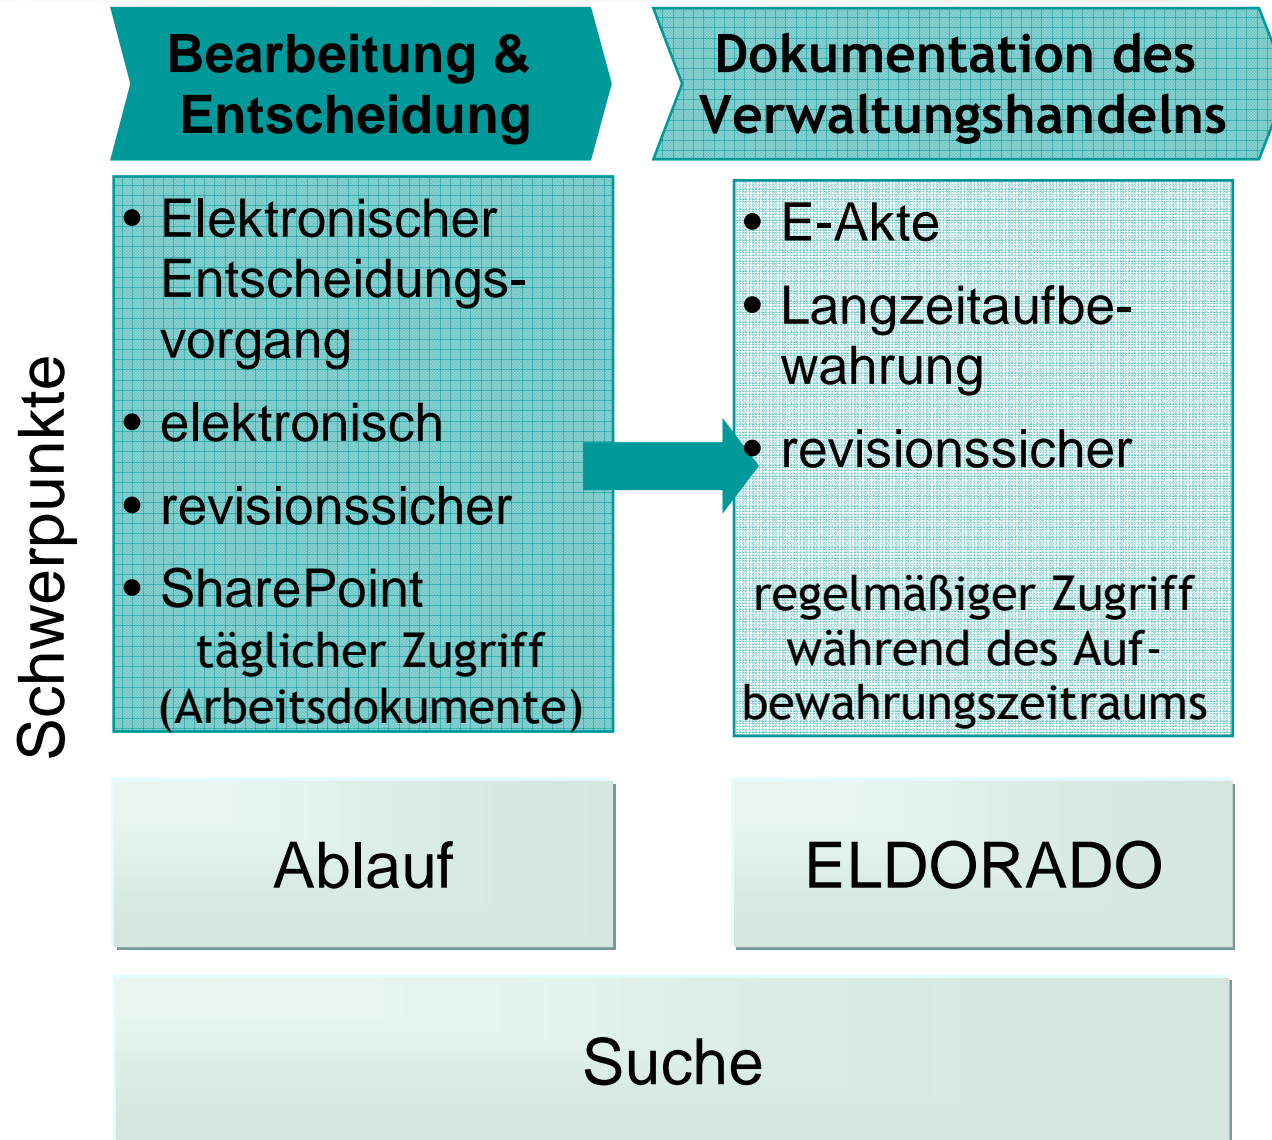 Bearbeitung &
Entscheidung
Dokumentation des
Verwaltungshandelns
Schwerpunkte
• Elektronischer
Entscheidungs-
vorgang
• elektronisch
• revisionssicher
• SharePoint
täglicher Zugriff
(Arbeitsdokumente)
• E-Akte
• Langzeitaufbe-
wahrung
• revisionssicher
regelmäßiger Zugriff
während des Auf-
bewahrungszeitraums
Ablauf
ELDORADO
Suche